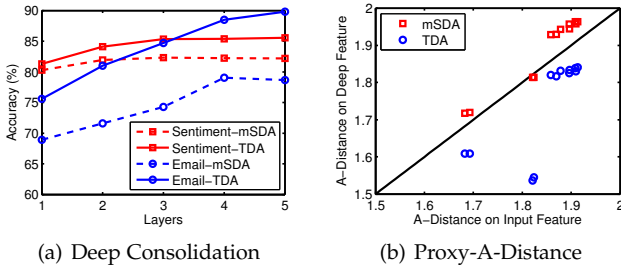 90
85
80
75
70
65
60
Accuracy (%)
1 2 3 4 5
Layers
Sentiment−mSDA
Sentiment−TDA
Email−mSDA
Email−TDA
(a) Deep Consolidation
2
1.9
1.8
1.7
1.6
1.5
A−Distance on Deep Feature
1.5 1.6 1.7 1.8 1.9 2
A−Distance on Input Feature
mSDA
TDA
(b) Proxy-A-Distance